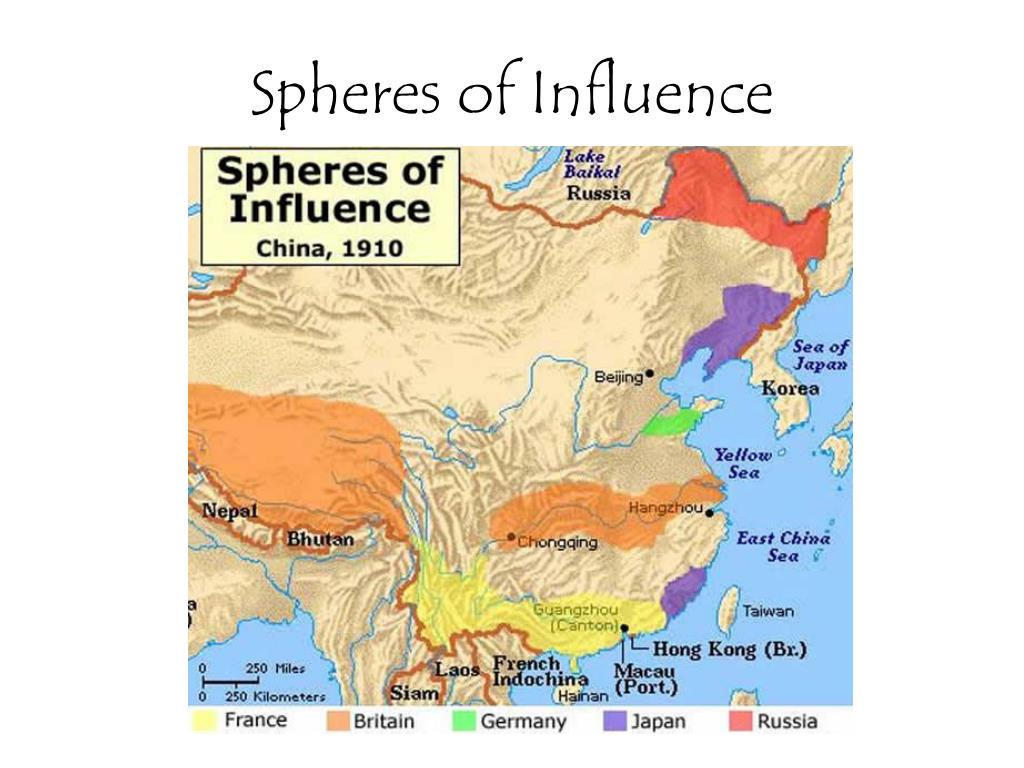 Spheres of Influence
Spheres of
Influence
China, 1910
Lake
Baikal
Russia
Sea of
Japan
Beijing
Korea
Yellow
Sea
Nepal
Hangzhou
Bhutan
Chongqing
East China
Sea
a
)
Guangzhou
(Canton)
Taiwan
Hong Kong (Br.)
Laos
French
Indochina
Macau
(Port.)
0 250 Miles
0 250 Kilometers
Siam
Hainan
France Britain Germany Japan Russia